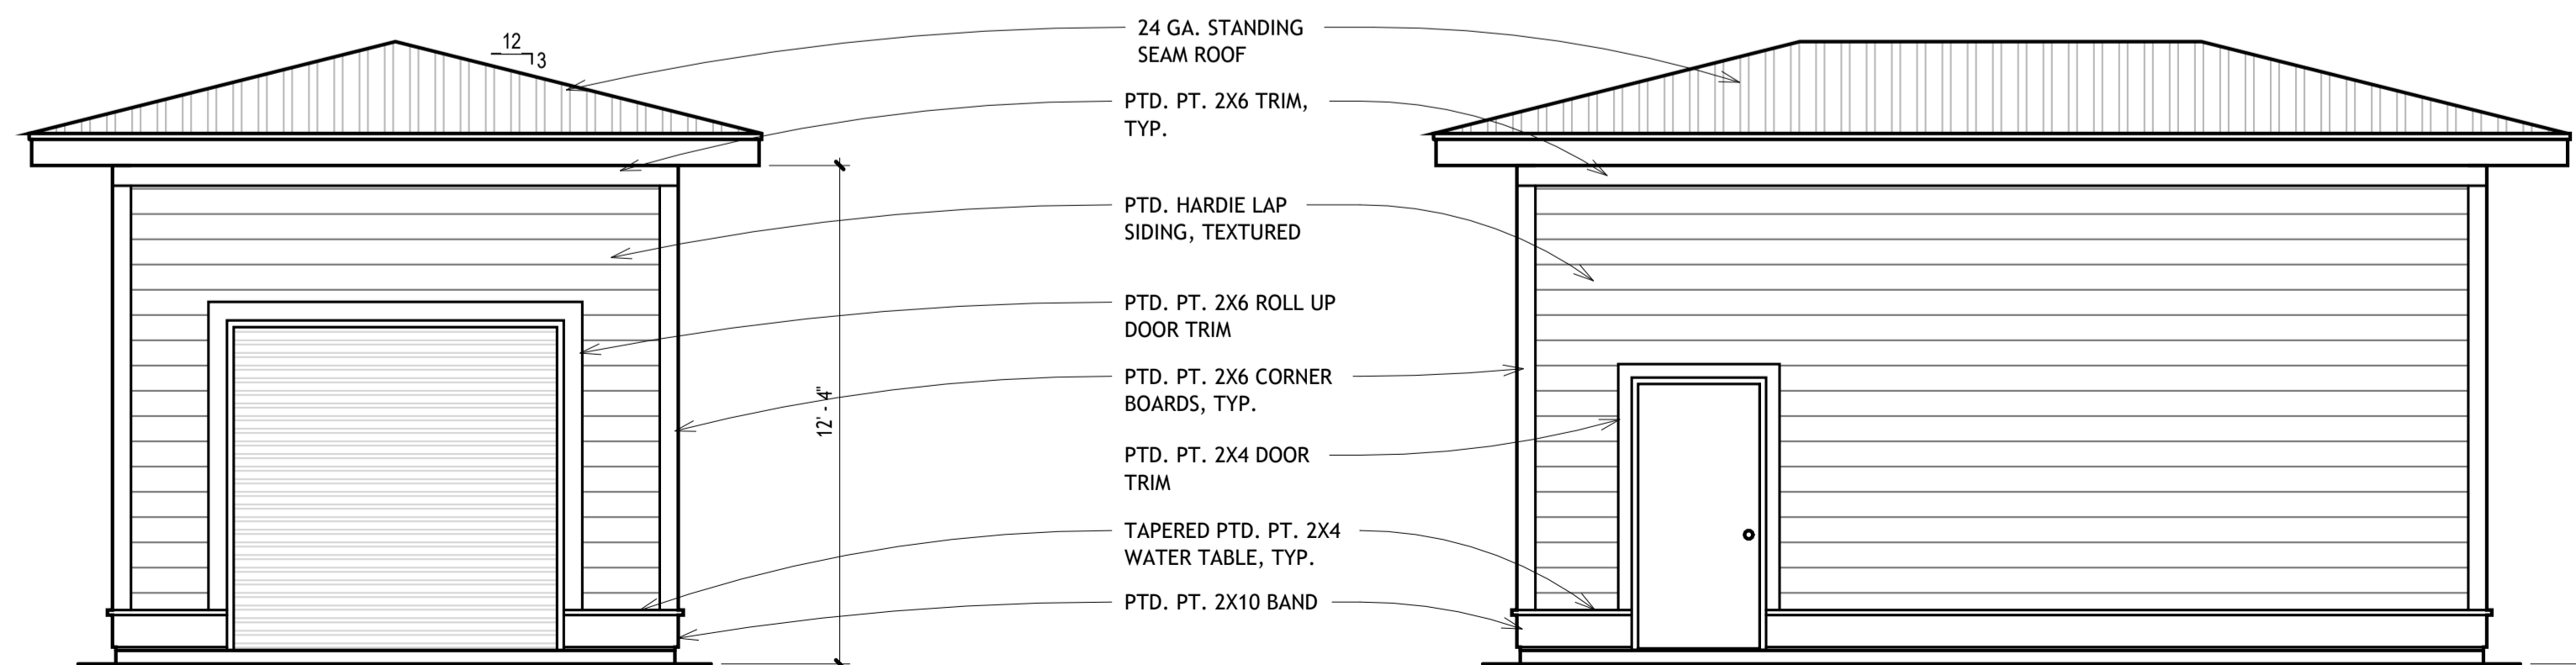 12
3
24 GA. STANDING
SEAM ROOF
PTD. PT. 2X6 TRIM,
TYP.
PTD. HARDIE LAP
SIDING, TEXTURED
PTD. PT. 2X6 ROLL UP
DOOR TRIM
PTD. PT. 2X6 CORNER
BOARDS, TYP.
12' - 4"
PTD. PT. 2X4 DOOR
TRIM
TAPERED PTD. PT. 2X4
WATER TABLE, TYP.
PTD. PT. 2X10 BAND